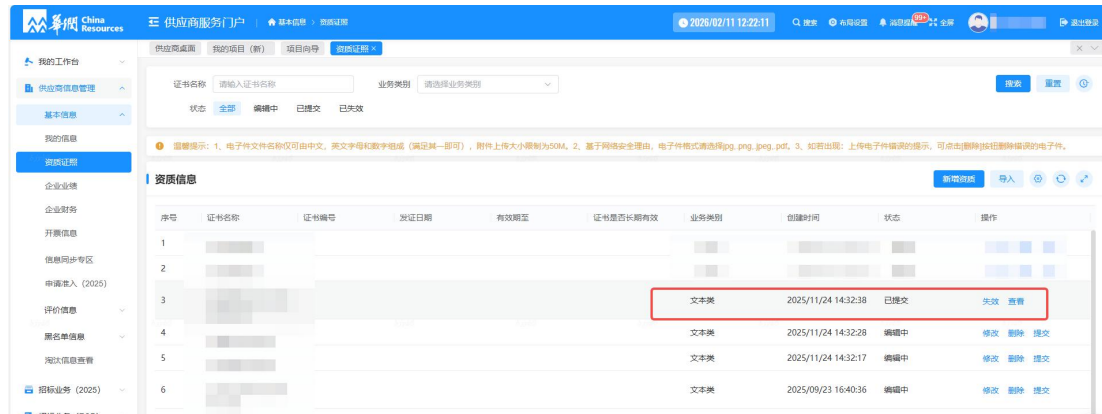 華潤 China Resources
供应商服务门户 基本信息 > 资质证照 2026/02/11 12:22:11 搜索 布局设置 消息提醒 99+ 全屏 退出登录
供应商桌面 我的项目（新） 项目向导 资质证照 ×
我的工作台
供应商信息管理
基本信息
我的信息
资质证照
企业业绩
企业财务
开票信息
信息同步专区
申请准入（2025）
评价信息
黑名单信息
淘汰信息查看
招标业务（2025）
证书名称 请输入证书名称 业务类别 请选择业务类别 搜索 重置
状态 全部 编辑中 已提交 已失效
温馨提示：1、电子件文件名称仅可由中文，英文字母和数字组成（满足其一即可），附件上传大小限制为50M。2、基于网络安全理由，电子件格式请选择jpg,.png,.jpeg,.pdf。3、如若出现：上传电子件错误的提示，可点击[删除]按钮删除错误的电子件。
资质信息 新增资质 导入
序号 证书名称 证书编号 发证日期 有效期至 证书是否长期有效 业务类别 创建时间 状态 操作
1
2
3 文本类 2025/11/24 14:32:38 已提交 失效 查看
4 文本类 2025/11/24 14:32:28 编辑中 修改 删除 提交
5 文本类 2025/11/24 14:32:17 编辑中 修改 删除 提交
6 文本类 2025/09/23 16:40:36 编辑中 修改 删除 提交